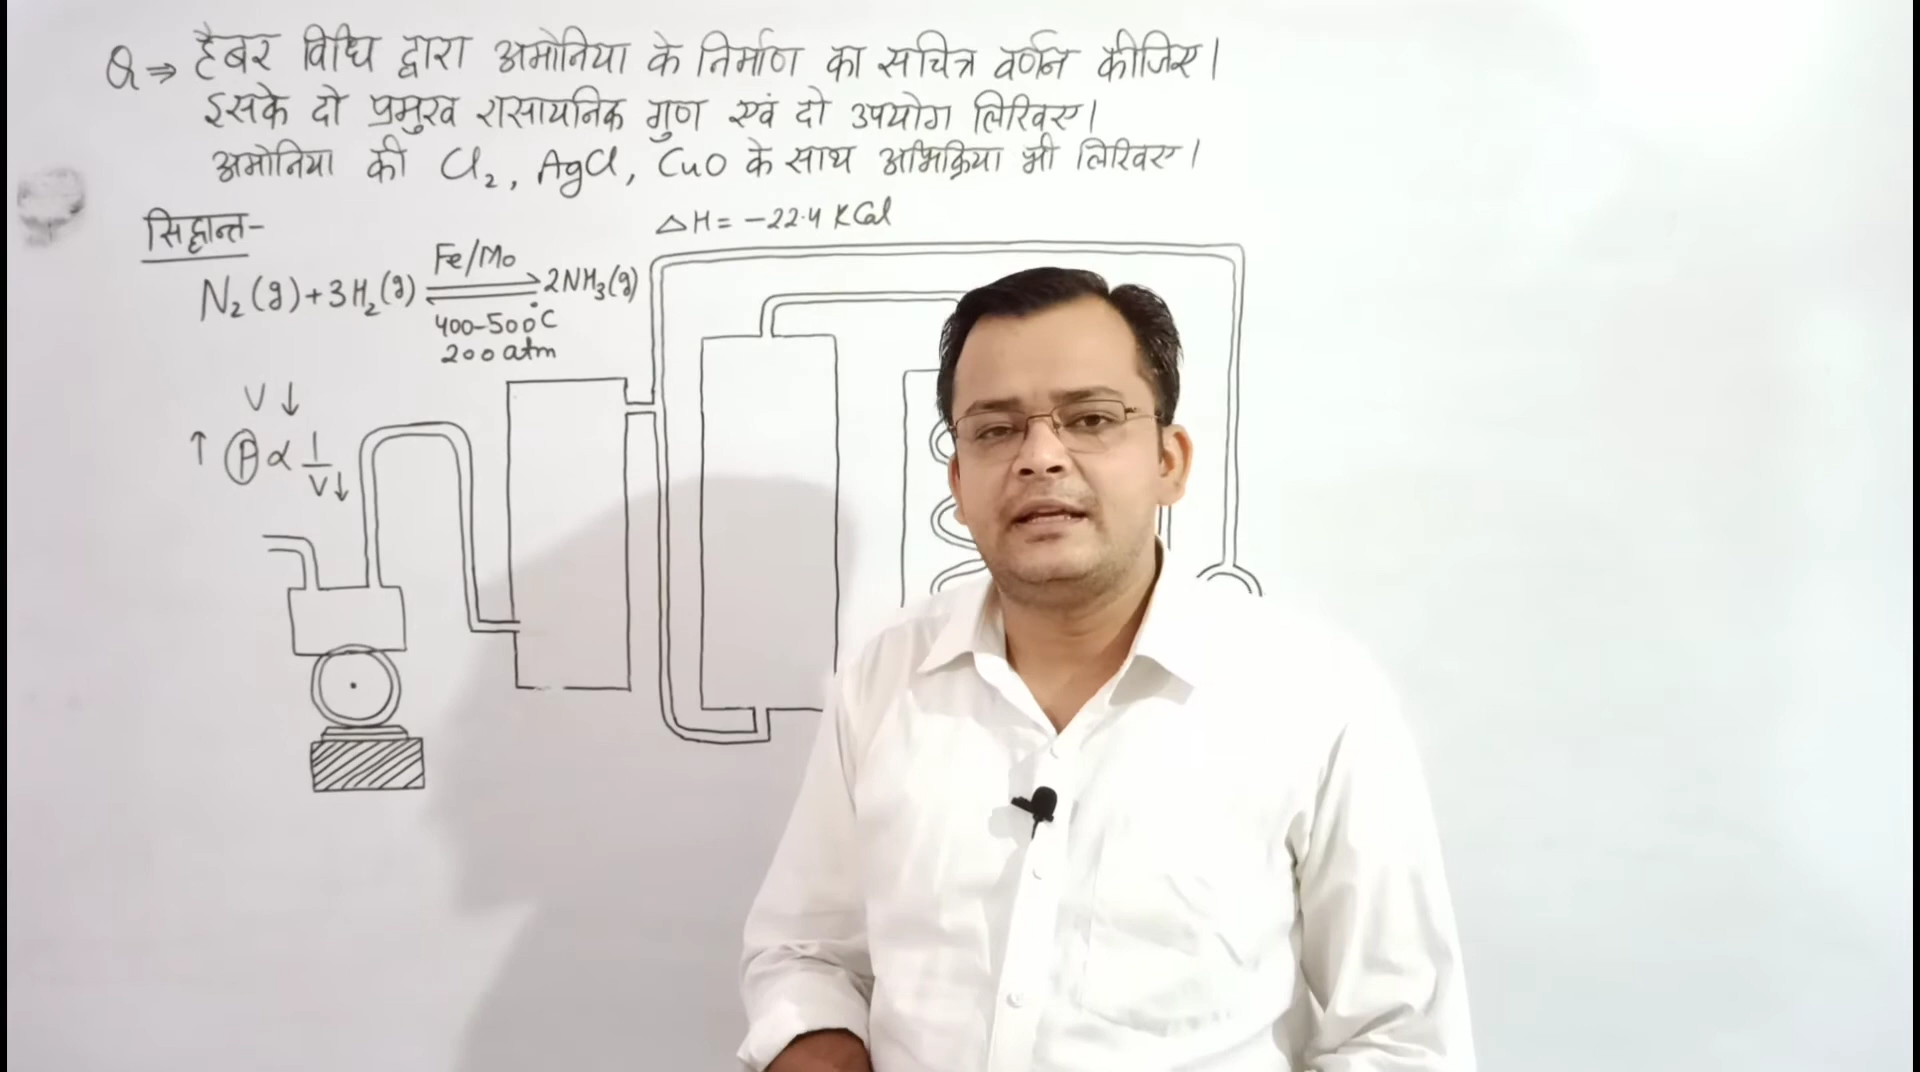 Q⇒ हैबर विधि द्वारा अमोनिया के निर्माण का सचित्र वर्णन कीजिए।
इसके दो प्रमुख रासायनिक गुण एवं दो उपयोग लिखिए।
अमोनिया की Cl₂, AgCl, CuO के साथ अभिक्रिया भी लिखिए।
सिद्धान्त-
△H = -22.4 KCal
Fe/Mo
N₂(g)+3H₂(g) ⇌ 2NH₃(g)
400-500°C
200 atm
V ↓
↑ P ∝ 1/V ↓